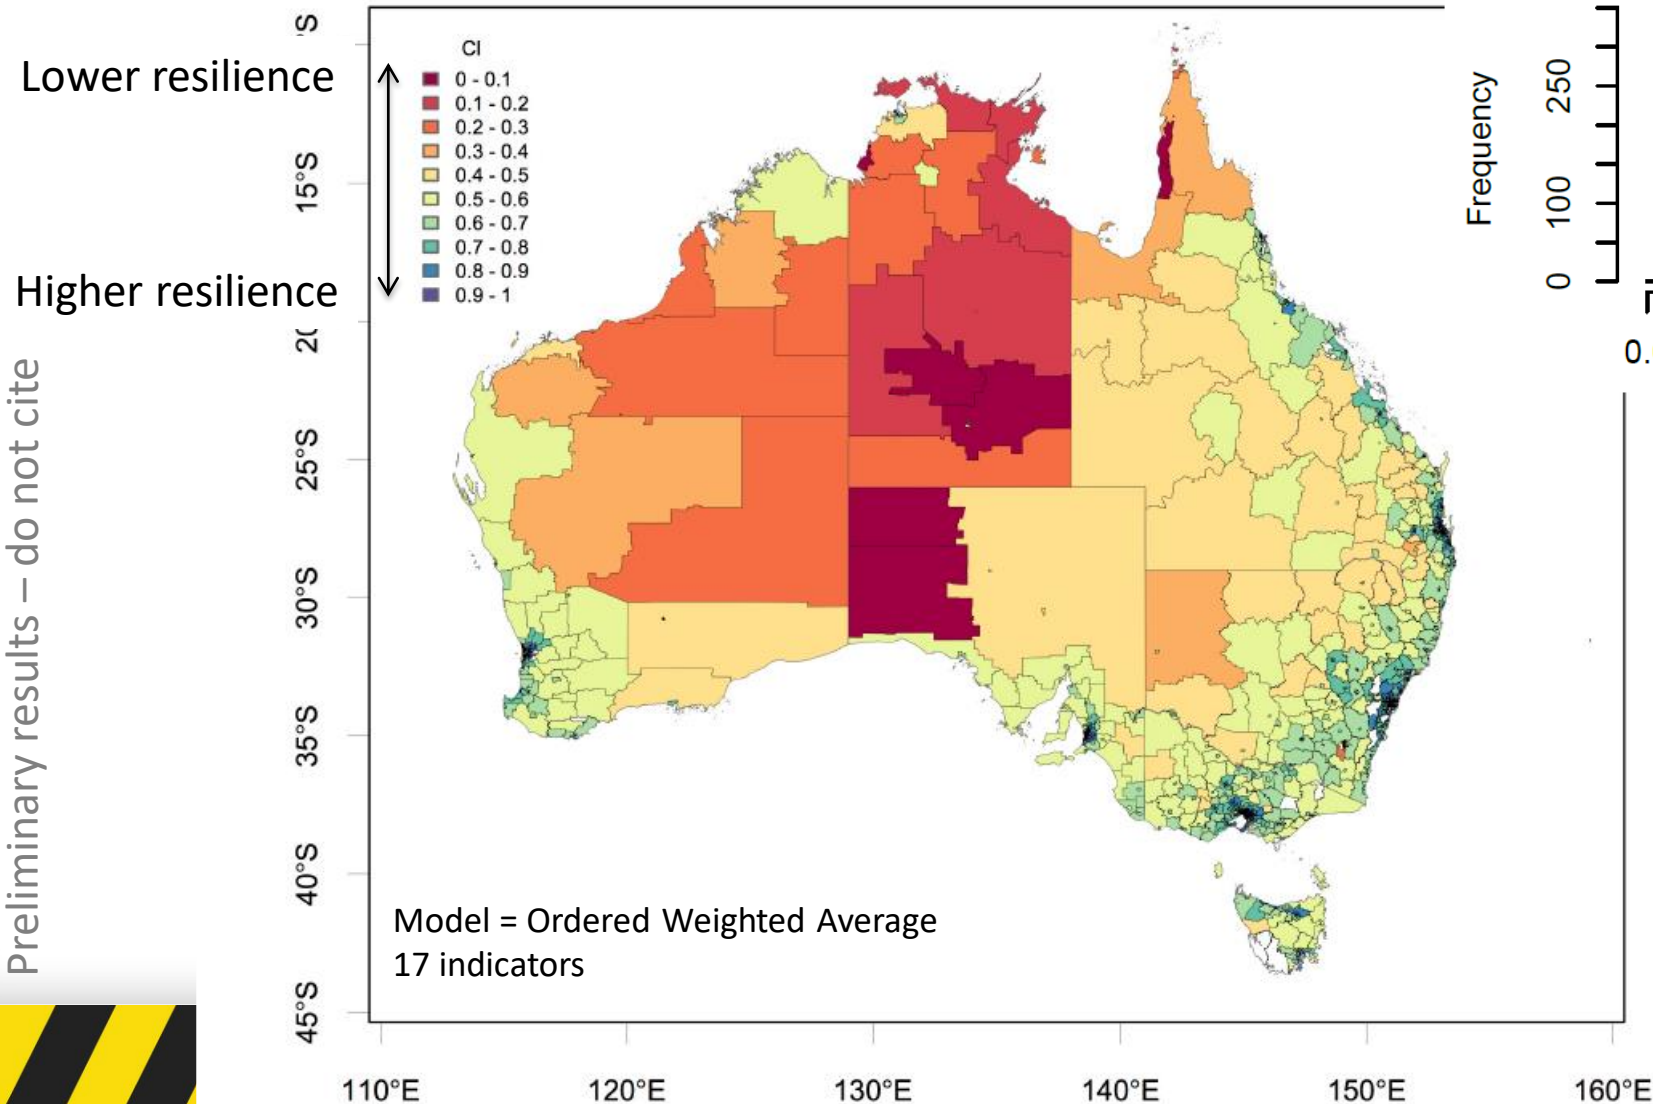 Lower resilience
Higher resilience
CI
0 - 0.1
0.1 - 0.2
0.2 - 0.3
0.3 - 0.4
0.4 - 0.5
0.5 - 0.6
0.6 - 0.7
0.7 - 0.8
0.8 - 0.9
0.9 - 1
Frequency
0
100
250
0.
Preliminary results – do not cite
15°S
25°S
30°S
35°S
40°S
45°S
Model = Ordered Weighted Average
17 indicators
110°E
120°E
130°E
140°E
150°E
160°E